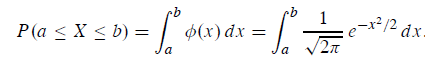 P(a ≤ X ≤ b) = ∫_a^b ϕ(x) dx = ∫_a^b 1/√(2π) e^{−x²/2} dx.